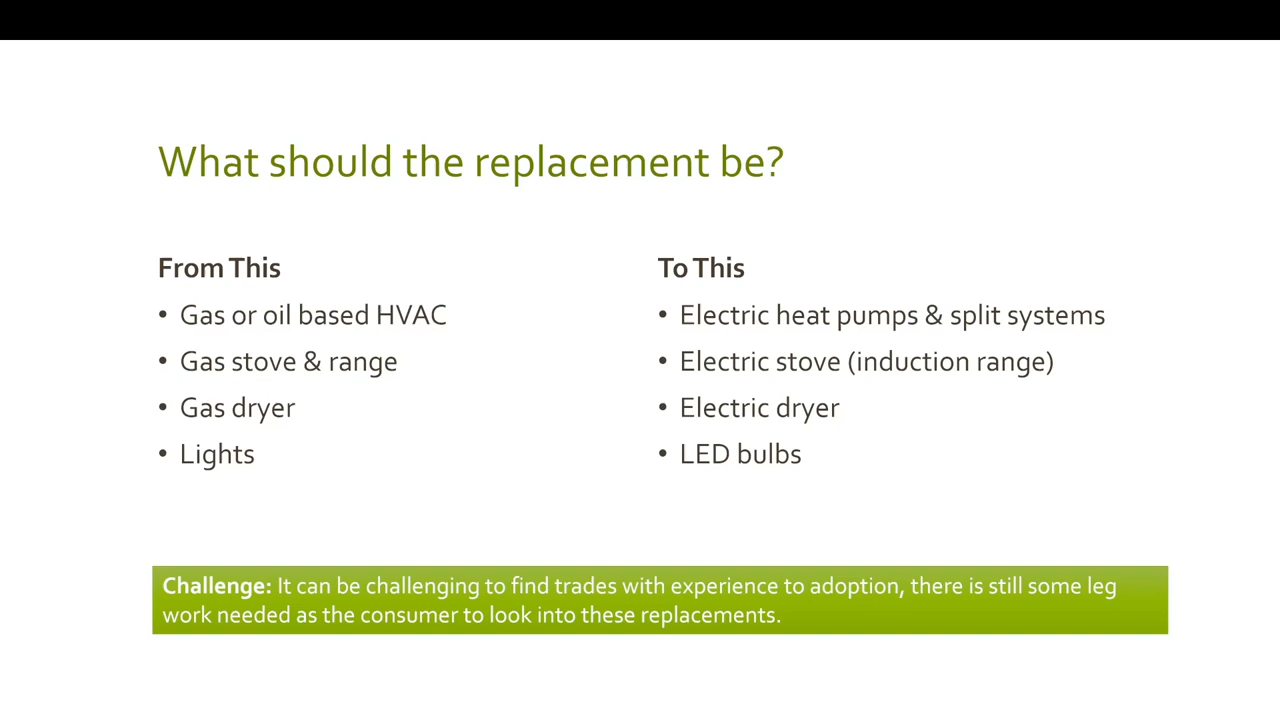 What should the replacement be?
From This
• Gas or oil based HVAC
• Gas stove & range
• Gas dryer
• Lights
To This
• Electric heat pumps & split systems
• Electric stove (induction range)
• Electric dryer
• LED bulbs
Challenge: It can be challenging to find trades with experience to adoption, there is still some leg
work needed as the consumer to look into these replacements.